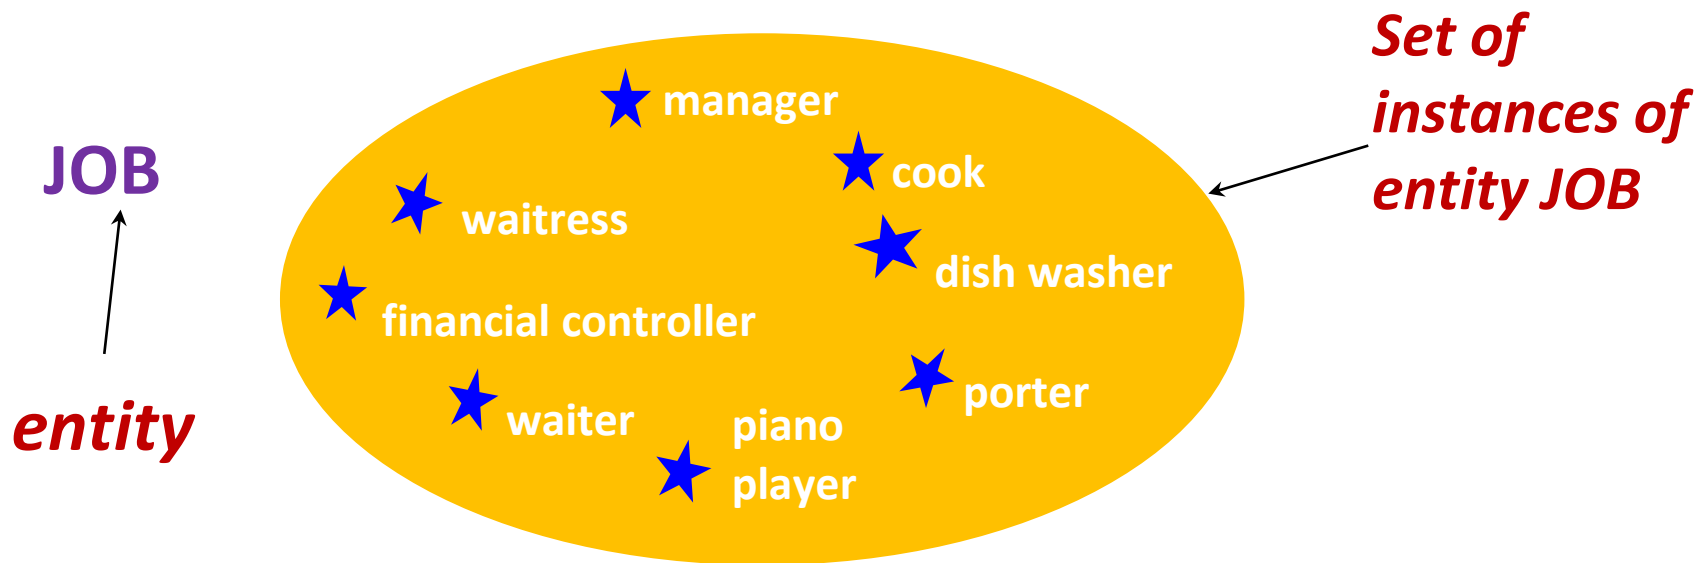 JOB
entity
manager
cook
waitress
dish washer
financial controller
porter
waiter
piano
player
Set of
instances of
entity JOB